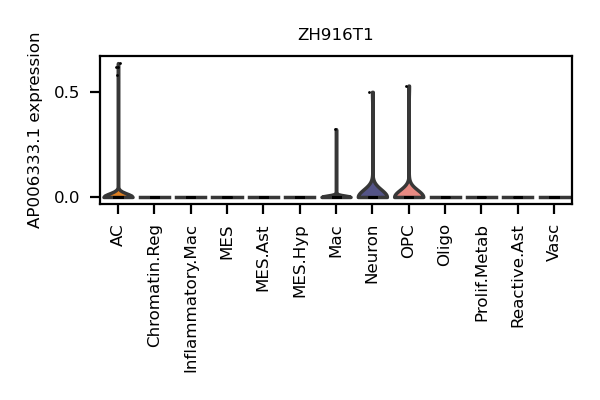 ZH916T1
AP006333.1 expression
0.5
0.0
AC
Chromatin.Reg
Inflammatory.Mac
MES
MES.Ast
MES.Hyp
Mac
Neuron
OPC
Oligo
Prolif.Metab
Reactive.Ast
Vasc